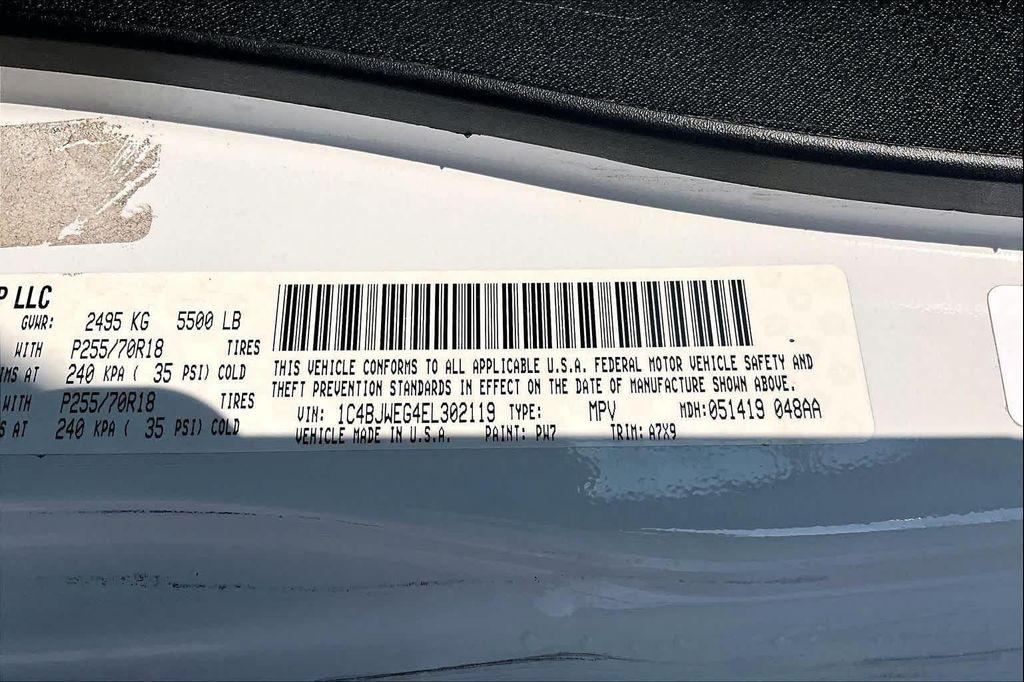 P LLC
GVWR: 2495 KG 5500 LB
WITH P255/70R18 TIRES
IMS AT 240 KPA ( 35 PSI) COLD
WITH P255/70R18 TIRES
S AT 240 KPA ( 35 PSI) COLD
THIS VEHICLE CONFORMS TO ALL APPLICABLE U.S.A. FEDERAL MOTOR VEHICLE SAFETY AND
THEFT PREVENTION STANDARDS IN EFFECT ON THE DATE OF MANUFACTURE SHOWN ABOVE.
VIN: 1C4BJWEG4EL302119 TYPE: MPV MDH: 051419 048AA
VEHICLE MADE IN U.S.A. PAINT: PW7 TRIM: A7X9